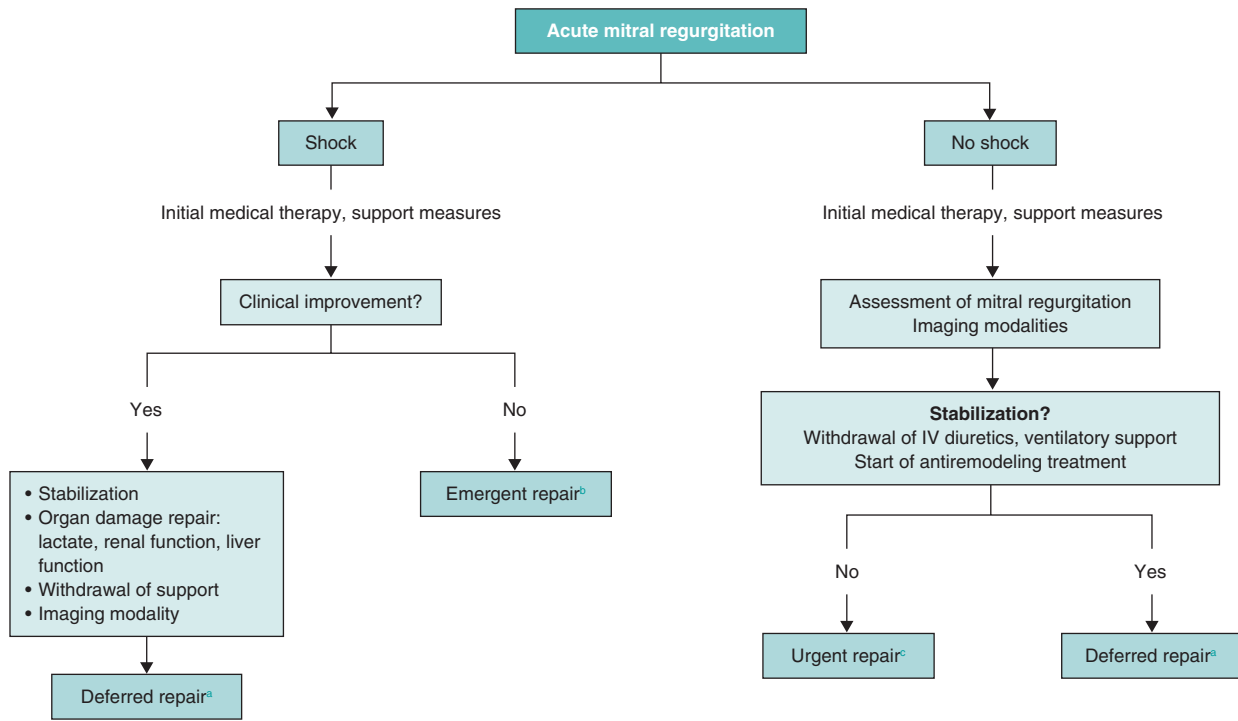 Acute mitral regurgitation
Shock
No shock
Initial medical therapy, support measures
Initial medical therapy, support measures
Clinical improvement?
Assessment of mitral regurgitation
Imaging modalities
Yes
No
Stabilization?
Withdrawal of IV diuretics, ventilatory support
Start of antiremodeling treatment
• Stabilization
• Organ damage repair:
lactate, renal function, liver
function
• Withdrawal of support
• Imaging modality
Emergent repairᵇ
No
Yes
Urgent repairᶜ
Deferred repairᵃ
Deferred repairᵃ